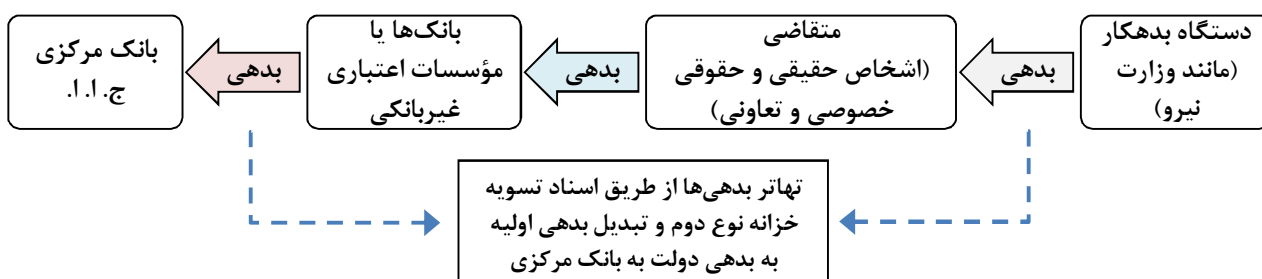 دستگاه بدهکار
(مانند وزارت
نیرو)
بدهی
متقاضی
(اشخاص حقیقی و حقوقی
خصوصی و تعاونی)
بدهی
بانک‌ها یا
مؤسسات اعتباری
غیربانکی
بدهی
بانک مرکزی
ج. ا. ا.
تهاتر بدهی‌ها از طریق اسناد تسویه
خزانه نوع دوم و تبدیل بدهی اولیه
به بدهی دولت به بانک مرکزی